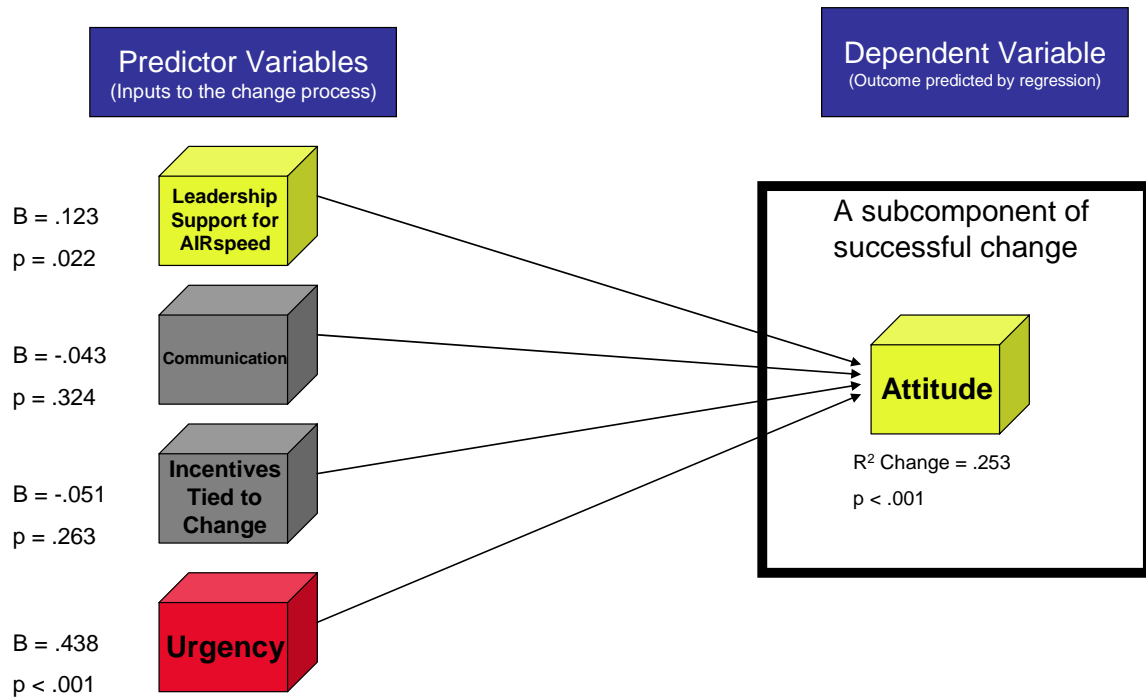 Predictor Variables
(Inputs to the change process)
Dependent Variable
(Outcome predicted by regression)
B = .123
p = .022
Leadership
Support for
AIRspeed
B = -.043
p = .324
Communication
B = -.051
p = .263
Incentives
Tied to
Change
B = .438
p < .001
Urgency
A subcomponent of
successful change
Attitude
R² Change = .253
p < .001